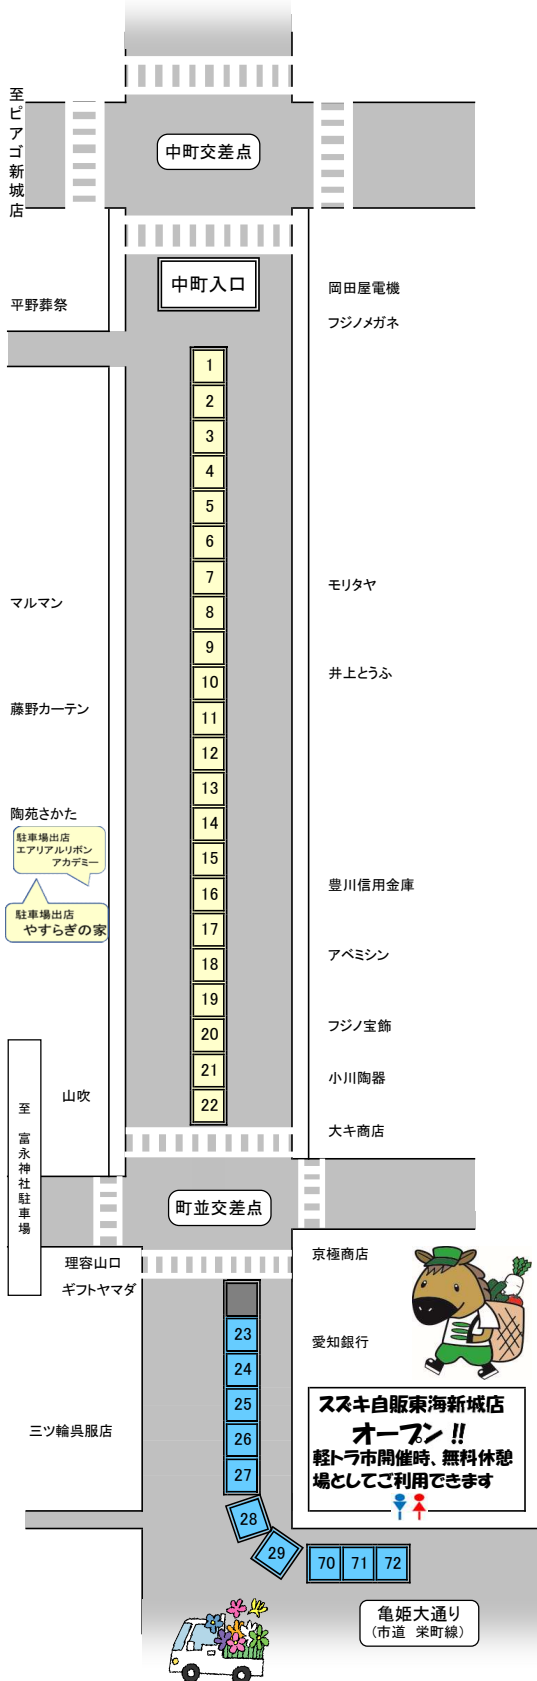 至ピアゴ新城店
中町交差点
中町入口
平野葬祭
岡田屋電機
フジノメガネ
1
2
3
4
5
6
7
8
9
10
11
12
13
14
15
16
17
18
19
20
21
22
マルマン
モリタヤ
藤野カーテン
井上とうふ
陶苑さかた
駐車場出店
エアリアルリボン
アカデミー
駐車場出店
やすらぎの家
豊川信用金庫
アベミシン
フジノ宝飾
小川陶器
大キ商店
山吹
至 富永神社駐車場
町並交差点
理容山口
ギフトヤマダ
京極商店
愛知銀行
23
24
25
26
27
28
29
70 71 72
三ツ輪呉服店
スズキ自販東海新城店
オープン!!
軽トラ市開催時、無料休憩
場としてご利用できます
亀姫大通り
(市道 栄町線)